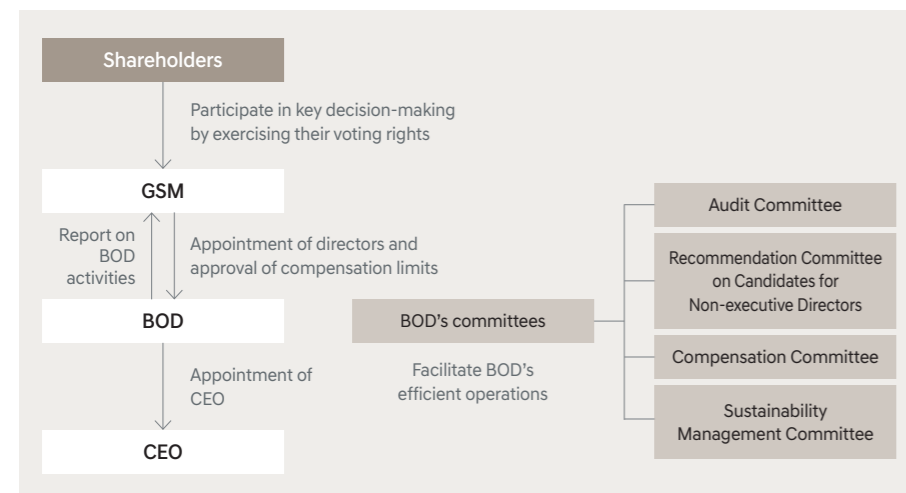 Shareholders
Participate in key decision-making
by exercising their voting rights
GSM
Report on
BOD
activities
Appointment of directors and
approval of compensation limits
BOD
Appointment of
CEO
CEO
BOD's committees
Facilitate BOD's
efficient operations
Audit Committee
Recommendation Committee
on Candidates for
Non-executive Directors
Compensation Committee
Sustainability
Management Committee